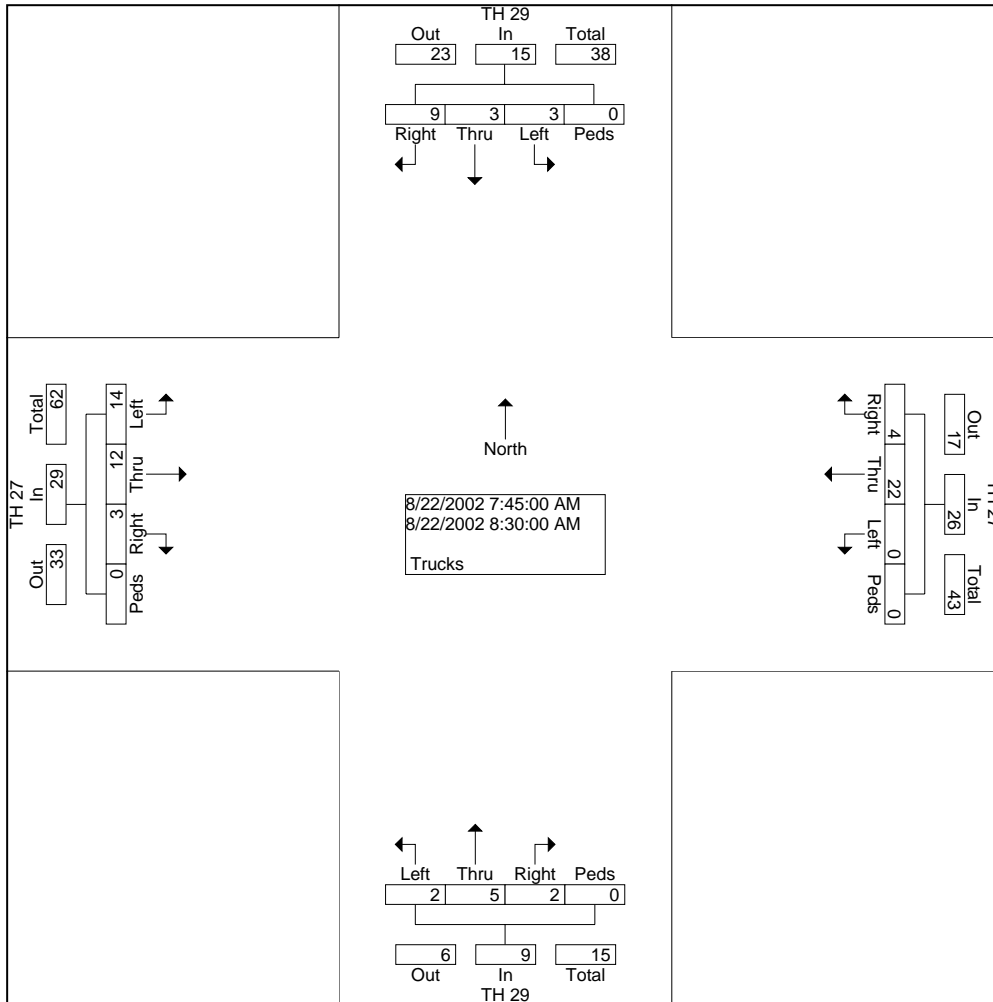 TH 29
Out In Total
23 15 38
9 3 3 0
Right Thru Left Peds
TH 27
Total In Out
62 29 33
14 12 3 0
Left Thru Right Peds
North
8/22/2002 7:45:00 AM
8/22/2002 8:30:00 AM
Trucks
Right Thru Left Peds
4 22 0 0
Out In Total
17 26 43
TH 27
Left Thru Right Peds
2 5 2 0
6 9 15
Out In Total
TH 29